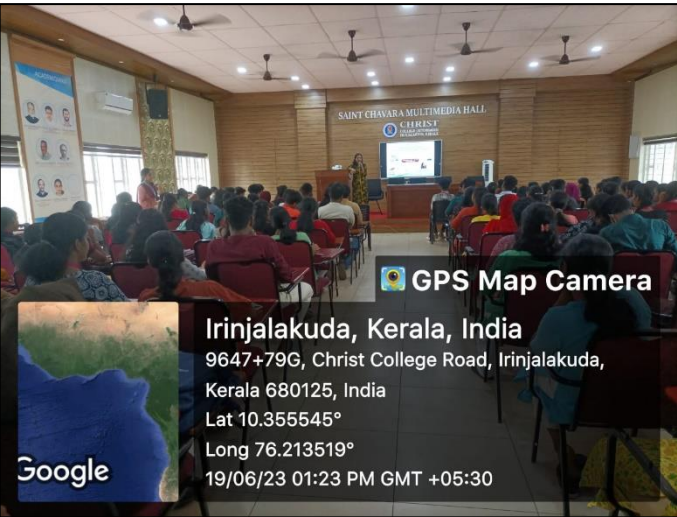 SAINT CHAVARA MULTIMEDIA HALL
CHRIST
GPS Map Camera
Irinjalakuda, Kerala, India
9647+79G, Christ College Road, Irinjalakuda,
Kerala 680125, India
Lat 10.355545°
Long 76.213519°
19/06/23 01:23 PM GMT +05:30
Google